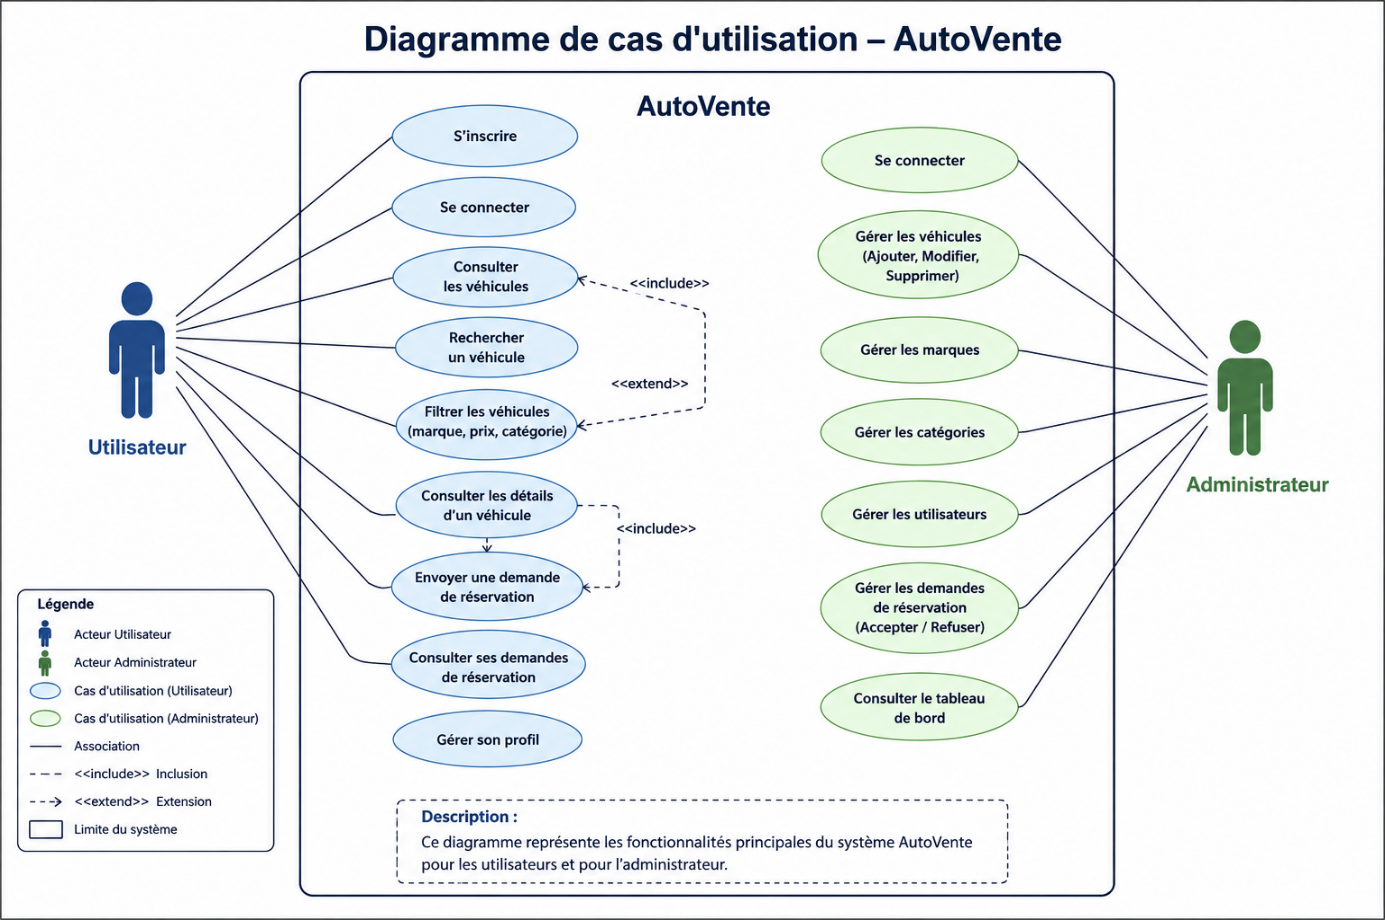 Diagramme de cas d'utilisation – AutoVente
AutoVente
S'inscrire
Se connecter
Consulter
les véhicules
Rechercher
un véhicule
Filtrer les véhicules
(marque, prix, catégorie)
Consulter les détails
d'un véhicule
Envoyer une demande
de réservation
Consulter ses demandes
de réservation
Gérer son profil
<<include>>
<<extend>>
<<include>>
Se connecter
Gérer les véhicules
(Ajouter, Modifier,
Supprimer)
Gérer les marques
Gérer les catégories
Gérer les utilisateurs
Gérer les demandes
de réservation
(Accepter / Refuser)
Consulter le tableau
de bord
Utilisateur
Administrateur
Légende
Acteur Utilisateur
Acteur Administrateur
Cas d'utilisation (Utilisateur)
Cas d'utilisation (Administrateur)
Association
<<include>> Inclusion
<<extend>> Extension
Limite du système
Description :
Ce diagramme représente les fonctionnalités principales du système AutoVente
pour les utilisateurs et pour l'administrateur.